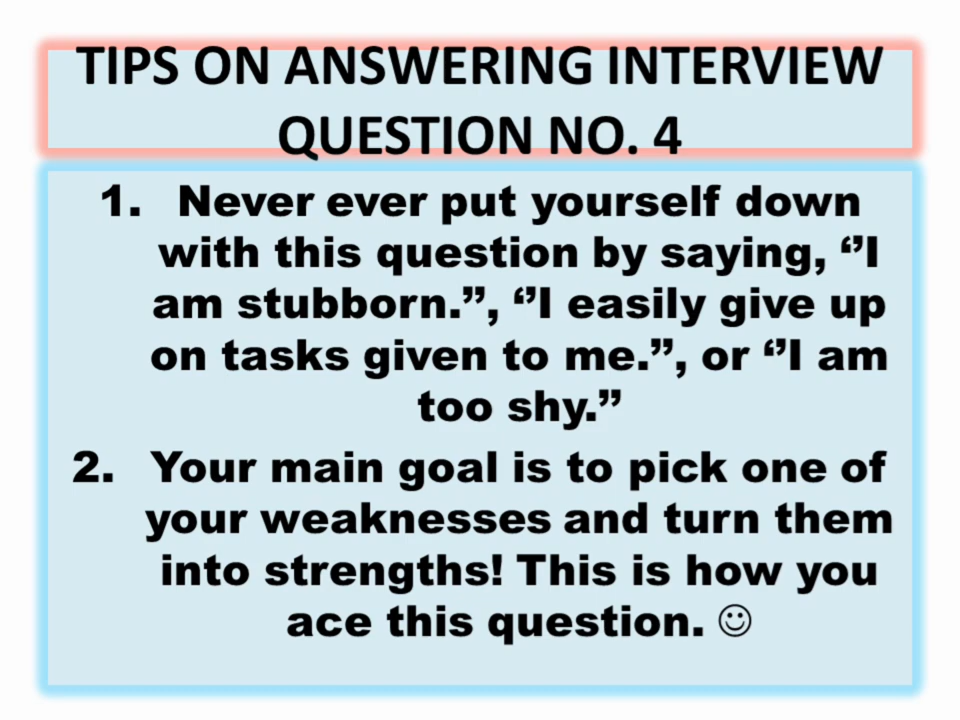 TIPS ON ANSWERING INTERVIEW
QUESTION NO. 4
1. Never ever put yourself down
with this question by saying, ‘’I
am stubborn.’’, ‘’I easily give up
on tasks given to me.’’, or ‘’I am
too shy.’’
2. Your main goal is to pick one of
your weaknesses and turn them
into strengths! This is how you
ace this question. ☺